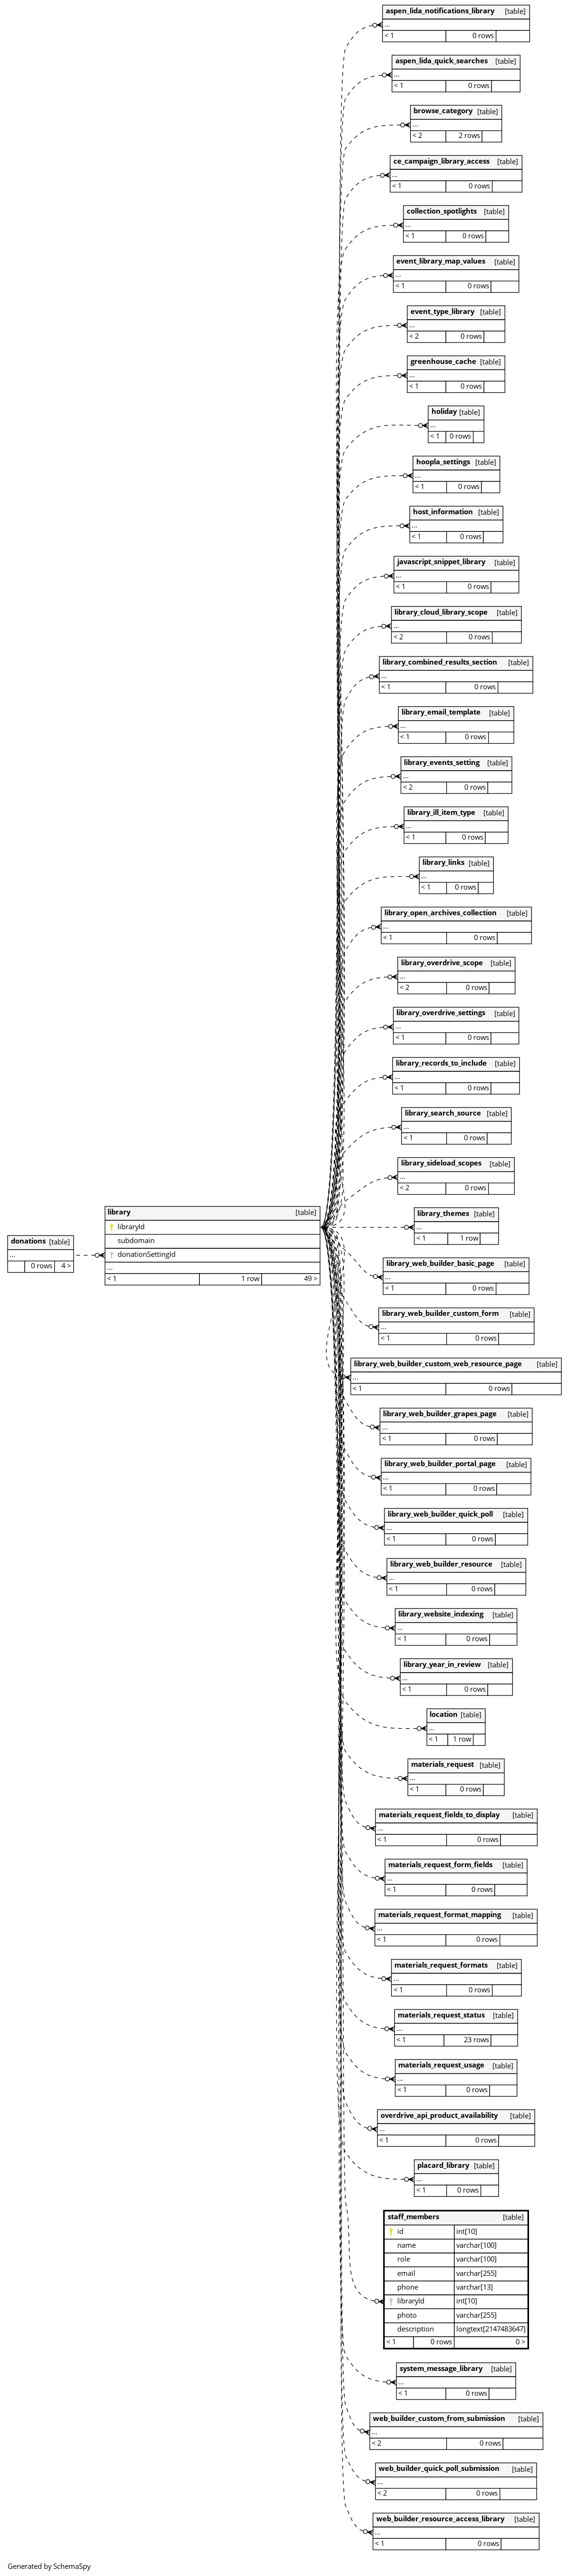 aspen_lida_notifications_library [table]
...
< 1 0 rows
aspen_lida_quick_searches [table]
...
< 1 0 rows
browse_category [table]
...
< 2 2 rows
ce_campaign_library_access [table]
...
< 1 0 rows
collection_spotlights [table]
...
< 1 0 rows
event_library_map_values [table]
...
< 1 0 rows
event_type_library [table]
...
< 2 0 rows
greenhouse_cache [table]
...
< 1 0 rows
holiday [table]
...
< 1 0 rows
hoopla_settings [table]
...
< 1 0 rows
host_information [table]
...
< 1 0 rows
javascript_snippet_library [table]
...
< 1 0 rows
library_cloud_library_scope [table]
...
< 2 0 rows
library_combined_results_section [table]
...
< 1 0 rows
library_email_template [table]
...
< 1 0 rows
library_events_setting [table]
...
< 2 0 rows
library_ill_item_type [table]
...
< 1 0 rows
library_links [table]
...
< 1 0 rows
library_open_archives_collection [table]
...
< 1 0 rows
library_overdrive_scope [table]
...
< 2 0 rows
library_overdrive_settings [table]
...
< 1 0 rows
library_records_to_include [table]
...
< 1 0 rows
library_search_source [table]
...
< 1 0 rows
library_sideload_scopes [table]
...
< 2 0 rows
library_themes [table]
...
< 1 1 row
donations [table]
...
0 rows 4 >
library [table]
libraryId
subdomain
donationSettingId
...
< 1 1 row 49 >
library_web_builder_basic_page [table]
...
< 1 0 rows
library_web_builder_custom_form [table]
...
< 1 0 rows
library_web_builder_custom_web_resource_page [table]
...
< 1 0 rows
library_web_builder_grapes_page [table]
...
< 1 0 rows
library_web_builder_portal_page [table]
...
< 1 0 rows
library_web_builder_quick_poll [table]
...
< 1 0 rows
library_web_builder_resource [table]
...
< 1 0 rows
library_website_indexing [table]
...
< 1 0 rows
library_year_in_review [table]
...
< 1 0 rows
location [table]
...
< 1 1 row
materials_request [table]
...
< 1 0 rows
materials_request_fields_to_display [table]
...
< 1 0 rows
materials_request_form_fields [table]
...
< 1 0 rows
materials_request_format_mapping [table]
...
< 1 0 rows
materials_request_formats [table]
...
< 1 0 rows
materials_request_status [table]
...
< 1 23 rows
materials_request_usage [table]
...
< 1 0 rows
overdrive_api_product_availability [table]
...
< 1 0 rows
placard_library [table]
...
< 1 0 rows
staff_members [table]
id int[10]
name varchar[100]
role varchar[100]
email varchar[255]
phone varchar[13]
libraryId int[10]
photo varchar[255]
description longtext[2147483647]
< 1 0 rows 0 >
system_message_library [table]
...
< 1 0 rows
web_builder_custom_from_submission [table]
...
< 2 0 rows
web_builder_quick_poll_submission [table]
...
< 2 0 rows
web_builder_resource_access_library [table]
...
< 1 0 rows
Generated by SchemaSpy